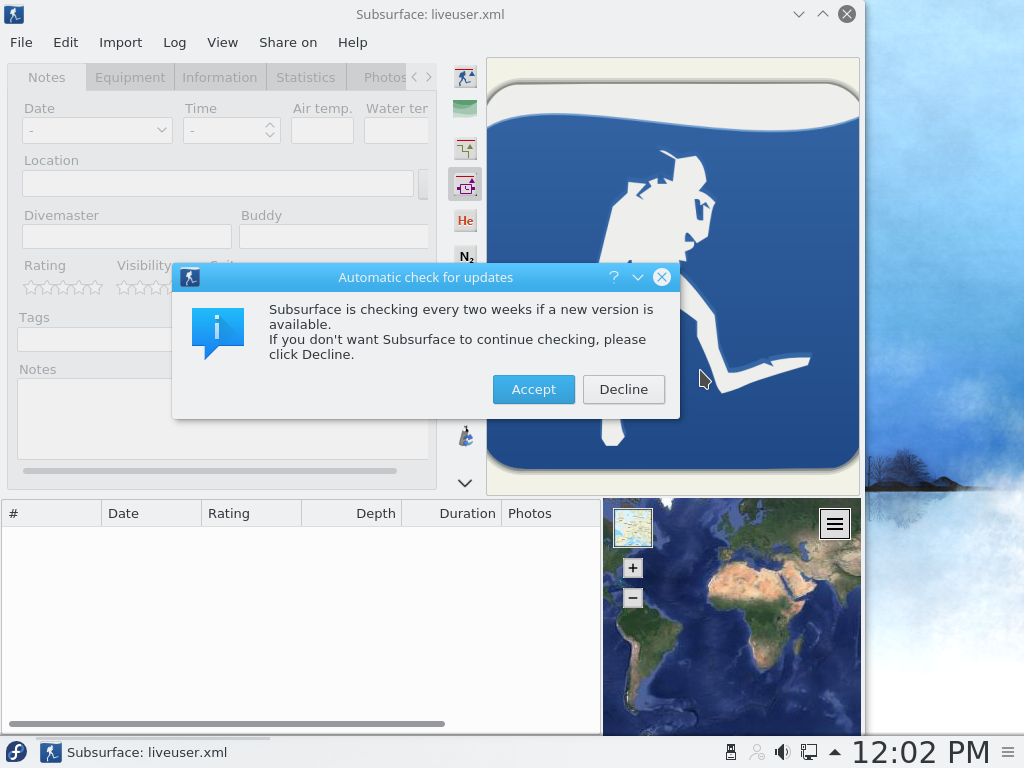 Subsurface: liveuser.xml
File Edit Import Log View Share on Help
Notes Equipment Information Statistics Photos
Date Time Air temp. Water ter
- -
Location
Divemaster Buddy
Rating Visibility
Tags
Notes
He
N₂
Automatic check for updates
?
i
Subsurface is checking every two weeks if a new version is
available.
If you don't want Subsurface to continue checking, please
click Decline.
Accept Decline
# Date Rating Depth Duration Photos
+
−
Subsurface: liveuser.xml
12:02 PM